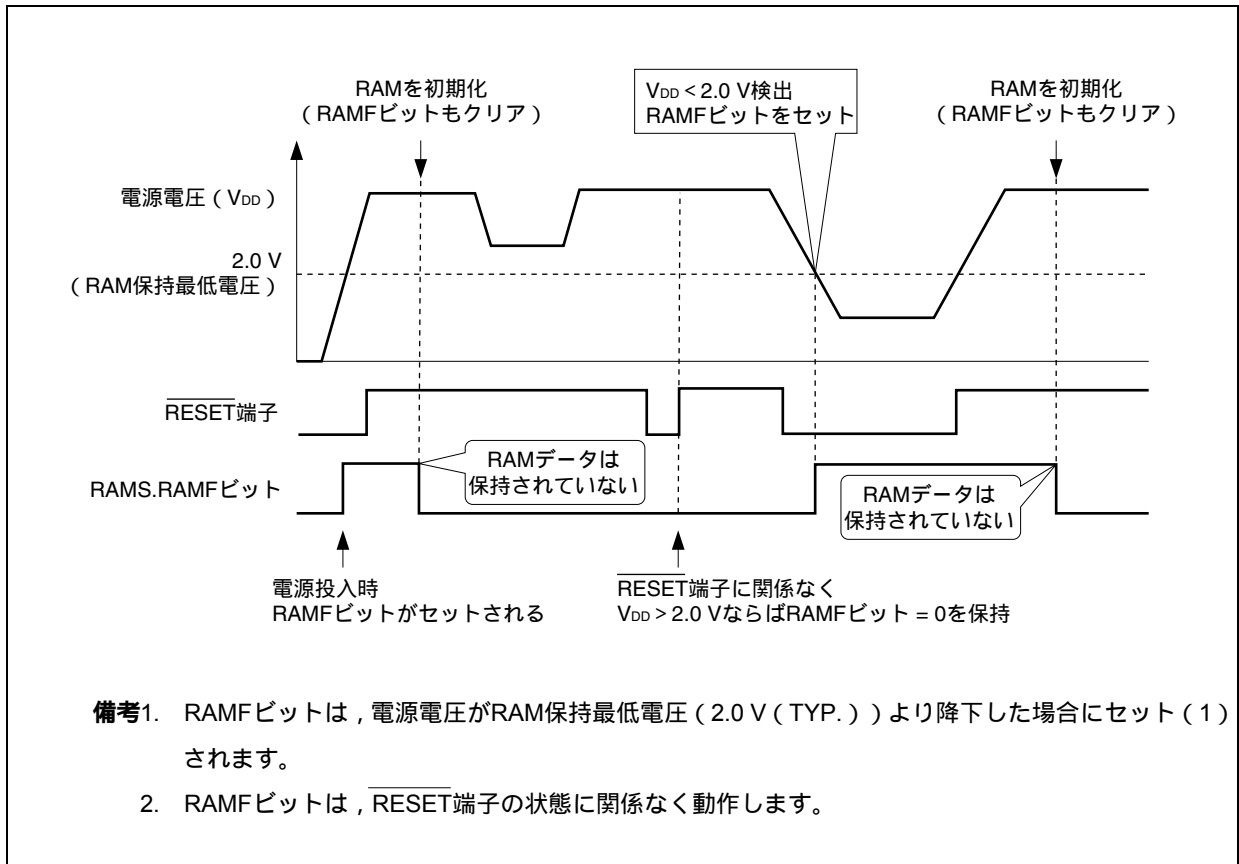 RAMを初期化
（RAMFビットもクリア）
VDD＜2.0 V検出
RAMFビットをセット
RAMを初期化
（RAMFビットもクリア）
電源電圧（VDD）
2.0 V
（RAM保持最低電圧）
RESET端子
RAMS.RAMFビット
RAMデータは
保持されていない
RAMデータは
保持されていない
電源投入時
RAMFビットがセットされる
RESET端子に関係なく
VDD＞2.0 VならばRAMFビット = 0を保持
備考1. RAMFビットは，電源電圧がRAM保持最低電圧（2.0 V（TYP.））より降下した場合にセット（1）
されます。
2. RAMFビットは，RESET端子の状態に関係なく動作します。